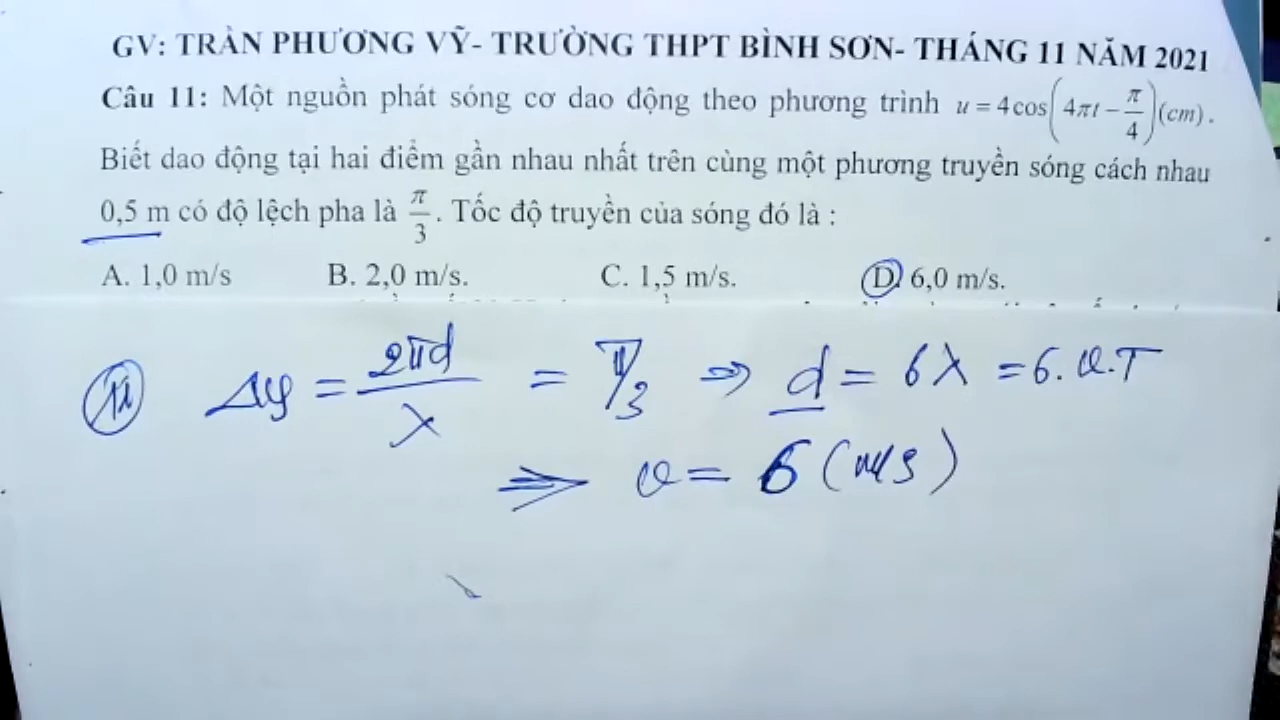 GV: TRẦN PHƯƠNG VỸ- TRƯỜNG THPT BÌNH SƠN- THÁNG 11 NĂM 2021
Câu 11: Một nguồn phát sóng cơ dao động theo phương trình u = 4cos(4πt − π/4)(cm).
Biết dao động tại hai điểm gần nhau nhất trên cùng một phương truyền sóng cách nhau
0,5 m có độ lệch pha là π/3. Tốc độ truyền của sóng đó là :
A. 1,0 m/s B. 2,0 m/s. C. 1,5 m/s. D. 6,0 m/s.
11 Δφ = 2πd/λ = π/3 ⇒ d = 6λ = 6.v.T
⇒ v = 6 (m/s)